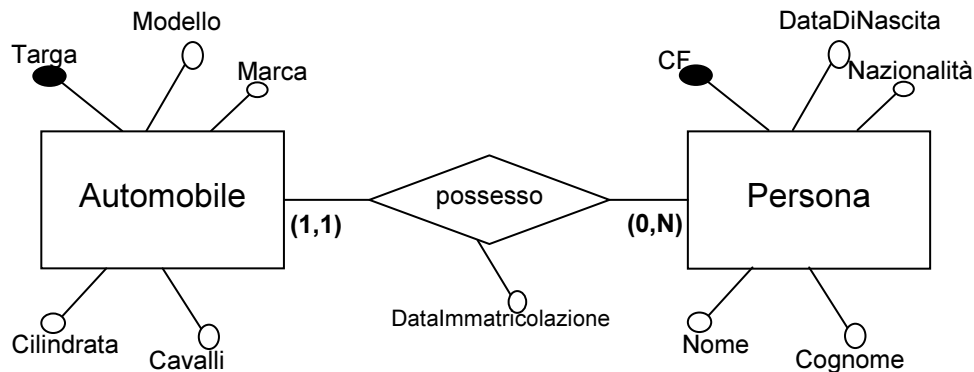 Modello
DataDiNascita
Targa
CF
Marca
Nazionalità
Automobile
possesso
Persona
(1,1)
(0,N)
DataImmatricolazione
Cilindrata
Nome
Cavalli
Cognome